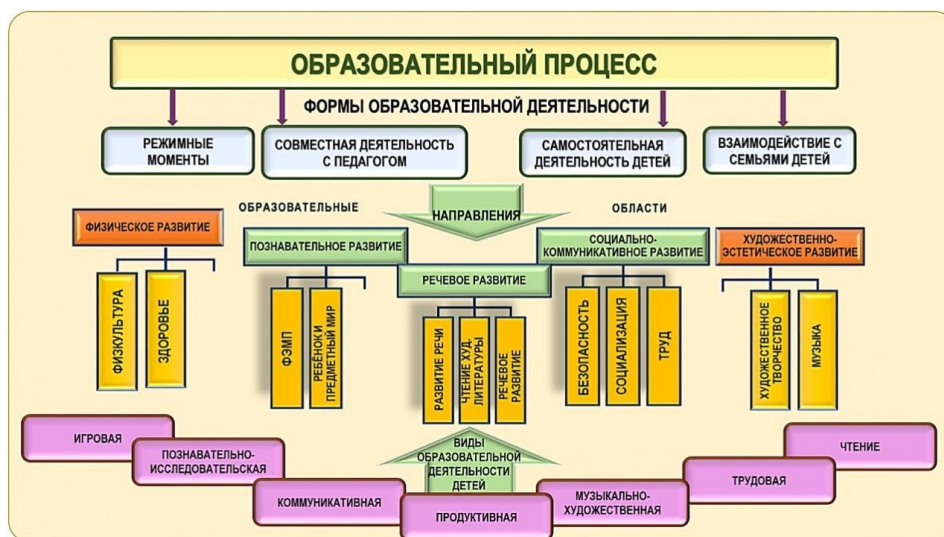 ОБРАЗОВАТЕЛЬНЫЙ ПРОЦЕСС
ФОРМЫ ОБРАЗОВАТЕЛЬНОЙ ДЕЯТЕЛЬНОСТИ
РЕЖИМНЫЕ
МОМЕНТЫ
СОВМЕСТНАЯ ДЕЯТЕЛЬНОСТЬ
С ПЕДАГОГОМ
САМОСТОЯТЕЛЬНАЯ
ДЕЯТЕЛЬНОСТЬ ДЕТЕЙ
ВЗАИМОДЕЙСТВИЕ С
СЕМЬЯМИ ДЕТЕЙ
ОБРАЗОВАТЕЛЬНЫЕ
НАПРАВЛЕНИЯ
ОБЛАСТИ
ФИЗИЧЕСКОЕ РАЗВИТИЕ
ФИЗКУЛЬТУРА
ЗДОРОВЬЕ
ПОЗНАВАТЕЛЬНОЕ РАЗВИТИЕ
ФЭМП
РЕБЁНОК И
ПРЕДМЕТНЫЙ МИР
РЕЧЕВОЕ РАЗВИТИЕ
РАЗВИТИЕ РЕЧИ
ЧТЕНИЕ ХУД.
ЛИТЕРАТУРЫ
РЕЧЕВОЕ
РАЗВИТИЕ
СОЦИАЛЬНО-
КОММУНИКАТИВНОЕ РАЗВИТИЕ
БЕЗОПАСНОСТЬ
СОЦИАЛИЗАЦИЯ
ТРУД
ХУДОЖЕСТВЕННО-
ЭСТЕТИЧЕСКОЕ РАЗВИТИЕ
ХУДОЖЕСТВЕННОЕ
ТВОРЧЕСТВО
МУЗЫКА
ВИДЫ
ОБРАЗОВАТЕЛЬНОЙ
ДЕЯТЕЛЬНОСТИ
ДЕТЕЙ
ИГРОВАЯ
ПОЗНАВАТЕЛЬНО-
ИССЛЕДОВАТЕЛЬСКАЯ
КОММУНИКАТИВНАЯ
ПРОДУКТИВНАЯ
МУЗЫКАЛЬНО-
ХУДОЖЕСТВЕННАЯ
ТРУДОВАЯ
ЧТЕНИЕ